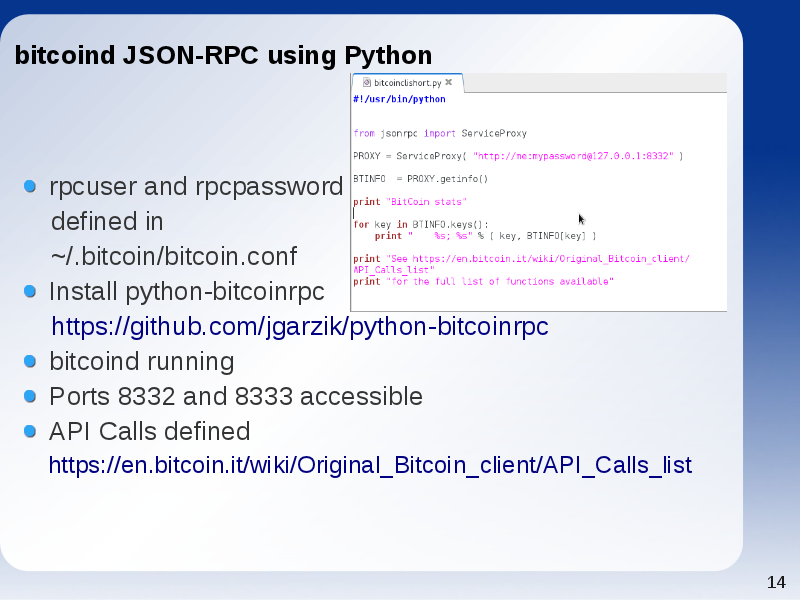 bitcoind JSON-RPC using Python
bitcoinclishort.py
#!/usr/bin/python
from jsonrpc import ServiceProxy
PROXY = ServiceProxy( "http://me:mypassword@127.0.0.1:8332" )
BTINFO  = PROXY.getinfo()
print "BitCoin stats"
for key in BTINFO.keys():
print "    %s; %s" % ( key, BTINFO[key] )
print "See https://en.bitcoin.it/wiki/Original_Bitcoin_client/
API_Calls_list"
print "for the full list of functions available"
rpcuser and rpcpassword
defined in
~/.bitcoin/bitcoin.conf
Install python-bitcoinrpc
https://github.com/jgarzik/python-bitcoinrpc
bitcoind running
Ports 8332 and 8333 accessible
API Calls defined
https://en.bitcoin.it/wiki/Original_Bitcoin_client/API_Calls_list
14